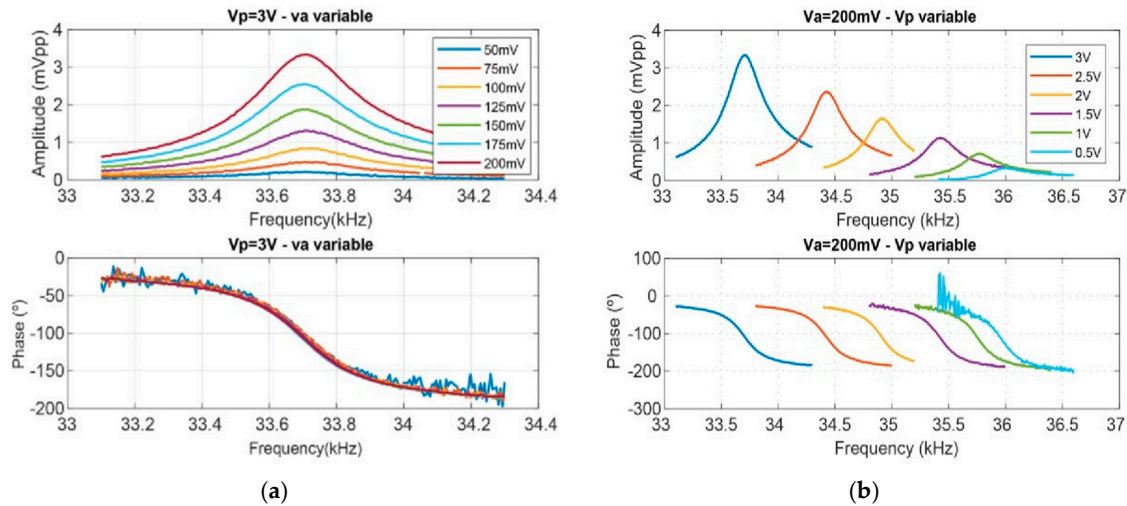 Vp=3V - va variable
Amplitude (mVpp)
4
3
2
1
0
50mV
75mV
100mV
125mV
150mV
175mV
200mV
33 33.2 33.4 33.6 33.8 34 34.2 34.4
Frequency(kHz)
Vp=3V - va variable
Phase (°)
0
-50
-100
-150
-200
33 33.2 33.4 33.6 33.8 34 34.2 34.4
Frequency(kHz)
(a)
Va=200mV - Vp variable
Amplitude (mVpp)
4
3
2
1
0
3V
2.5V
2V
1.5V
1V
0.5V
33 33.5 34 34.5 35 35.5 36 36.5 37
Frequency (kHz)
Va=200mV - Vp variable
Phase (°)
100
0
-100
-200
-300
33 33.5 34 34.5 35 35.5 36 36.5 37
Frequency (kHz)
(b)